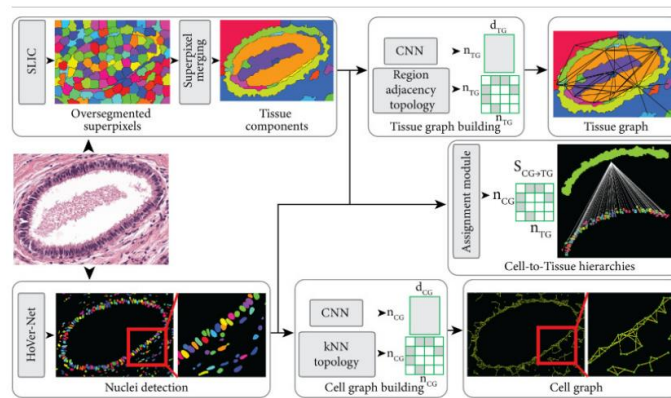 SLIC
Oversegmented
superpixels
Superpixel
merging
Tissue
components
CNN
n_TG
d_TG
Region
adjacency
topology
n_TG
n_TG
Tissue graph building
Tissue graph
Assignment module
n_CG
S_CG→TG
n_TG
Cell-to-Tissue hierarchies
HoVer-Net
Nuclei detection
CNN
n_CG
d_CG
kNN
topology
n_CG
n_CG
Cell graph building
Cell graph